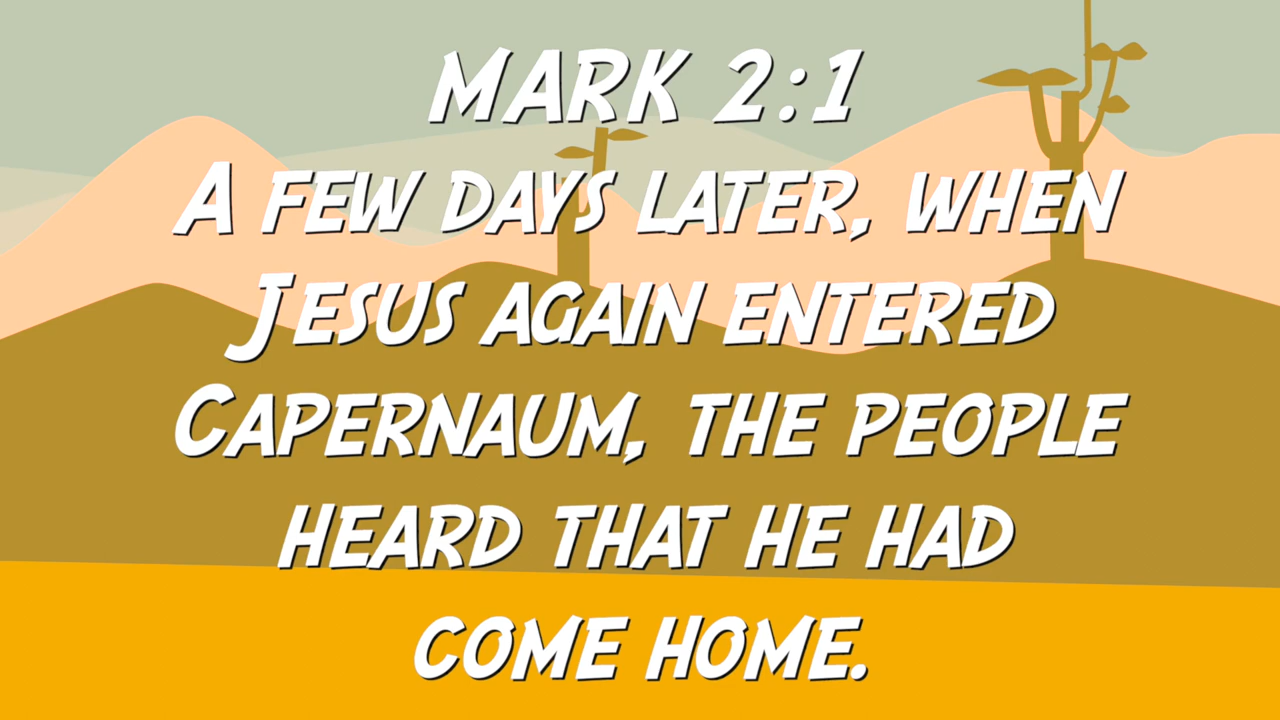 MARK 2:1
A FEW DAYS LATER, WHEN
JESUS AGAIN ENTERED
CAPERNAUM, THE PEOPLE
HEARD THAT HE HAD
COME HOME.